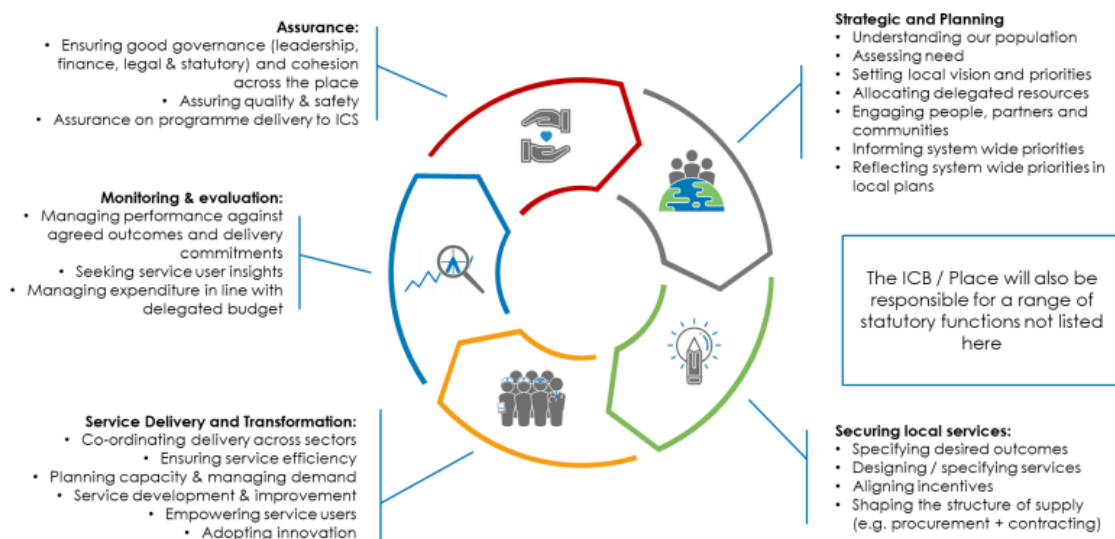 Assurance:
• Ensuring good governance (leadership,
finance, legal & statutory) and cohesion
across the place
• Assuring quality & safety
• Assurance on programme delivery to ICS
Strategic and Planning
• Understanding our population
• Assessing need
• Setting local vision and priorities
• Allocating delegated resources
• Engaging people, partners and
communities
• Informing system wide priorities
• Reflecting system wide priorities in
local plans
Monitoring & evaluation:
• Managing performance against
agreed outcomes and delivery
commitments
• Seeking service user insights
• Managing expenditure in line with
delegated budget
The ICB / Place will also be
responsible for a range of
statutory functions not listed
here
Service Delivery and Transformation:
• Co-ordinating delivery across sectors
• Ensuring service efficiency
• Planning capacity & managing demand
• Service development & improvement
• Empowering service users
• Adopting innovation
Securing local services:
• Specifying desired outcomes
• Designing / specifying services
• Aligning incentives
• Shaping the structure of supply
(e.g. procurement + contracting)